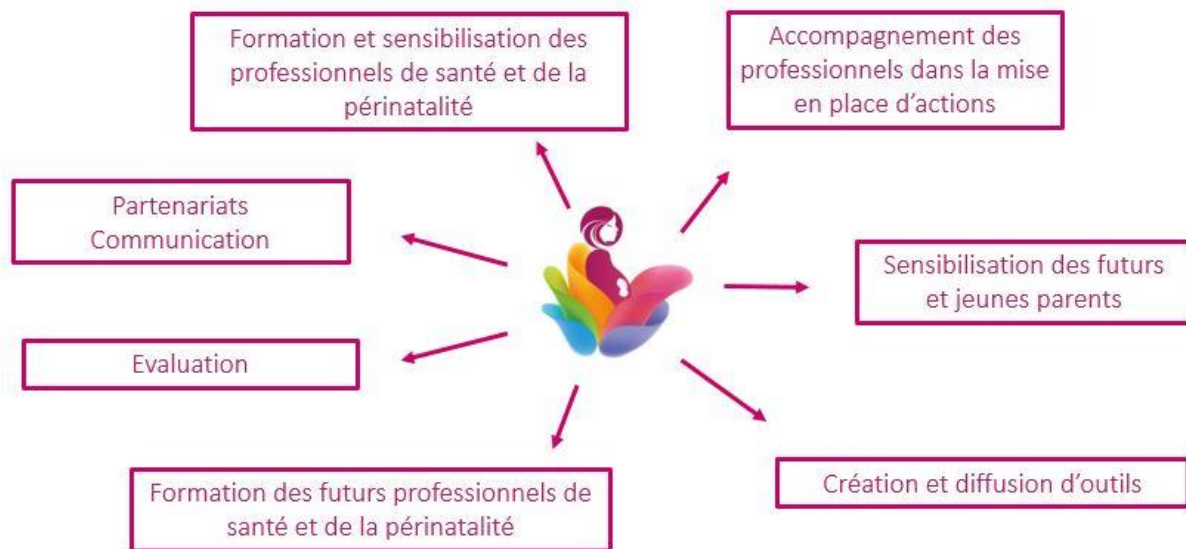 Formation et sensibilisation des
professionnels de santé et de la
périnatalité
Accompagnement des
professionnels dans la mise
en place d’actions
Partenariats
Communication
Sensibilisation des futurs
et jeunes parents
Evaluation
Création et diffusion d’outils
Formation des futurs professionnels de
santé et de la périnatalité